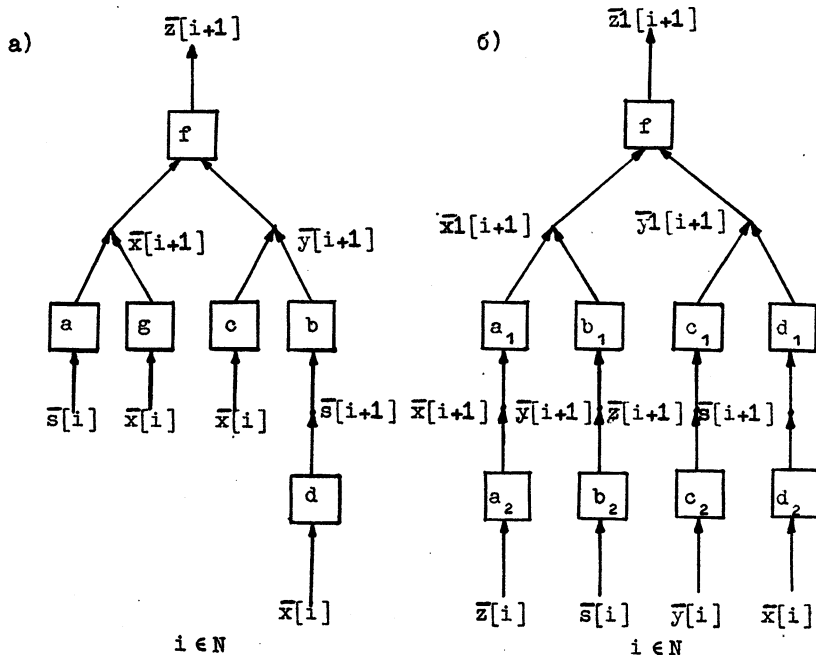 а)
z̅[i+1]
f
x̅[i+1] y̅[i+1]
a g c b
s̅[i] x̅[i] x̅[i] s̅[i+1]
d
x̅[i]
i ∈ N
б)
z̅1[i+1]
f
x̅1[i+1] y̅1[i+1]
a₁ b₁ c₁ d₁
x̅[i+1] y̅[i+1] z̅[i+1] s̅[i+1]
a₂ b₂ c₂ d₂
z̅[i] s̅[i] y̅[i] x̅[i]
i ∈ N